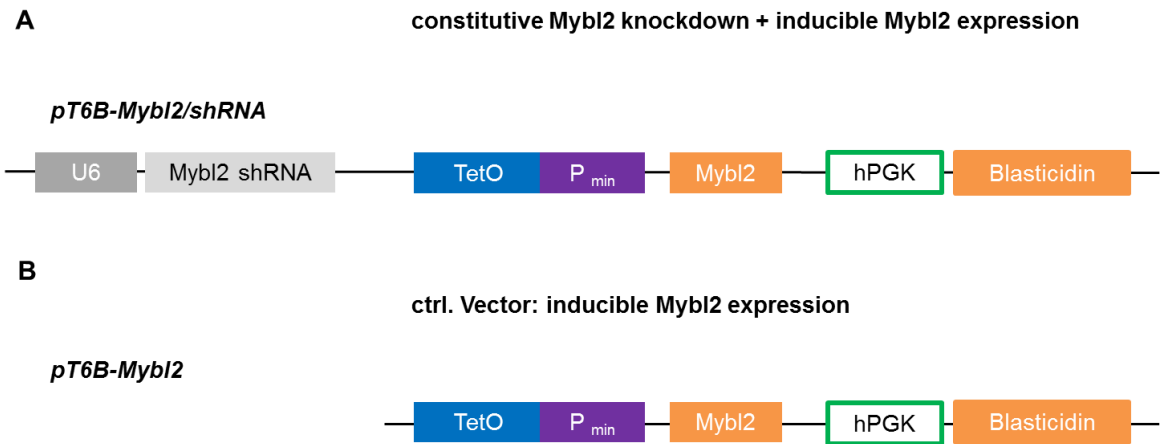 A
constitutive Mybl2 knockdown + inducible Mybl2 expression
pT6B-Mybl2/shRNA
U6 Mybl2 shRNA TetO P min Mybl2 hPGK Blasticidin
B
ctrl. Vector: inducible Mybl2 expression
pT6B-Mybl2
TetO P min Mybl2 hPGK Blasticidin